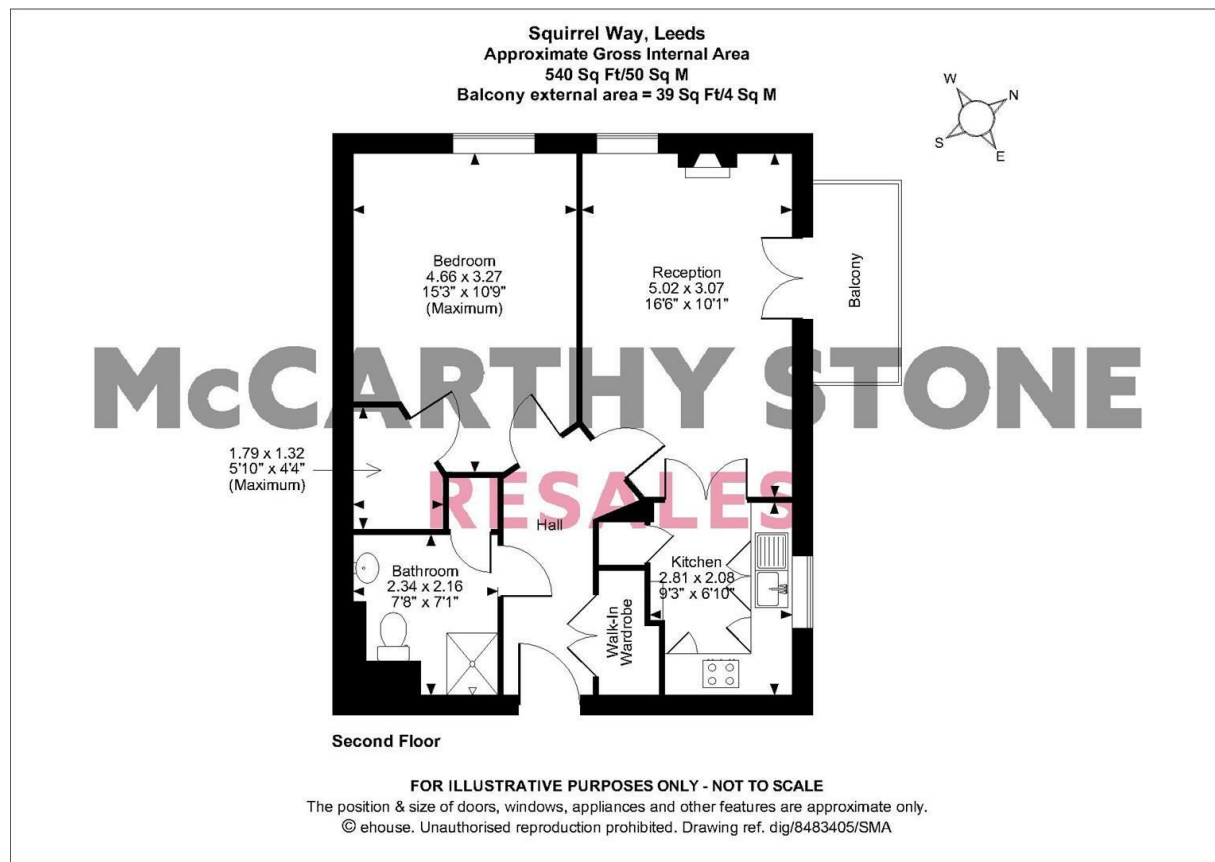 Squirrel Way, Leeds
Approximate Gross Internal Area
540 Sq Ft/50 Sq M
Balcony external area = 39 Sq Ft/4 Sq M
W
N
S
E
Bedroom
4.66 x 3.27
15'3" x 10'9"
(Maximum)
Reception
5.02 x 3.07
16'6" x 10'1"
Balcony
McCARTHY STONE
RESALES
1.79 x 1.32
5'10" x 4'4"
(Maximum)
Hall
Bathroom
2.34 x 2.16
7'8" x 7'1"
Kitchen
2.81 x 2.08
9'3" x 6'10"
Walk-In
Wardrobe
Second Floor
FOR ILLUSTRATIVE PURPOSES ONLY - NOT TO SCALE
The position & size of doors, windows, appliances and other features are approximate only.
© ehouse. Unauthorised reproduction prohibited. Drawing ref. dig/8483405/SMA